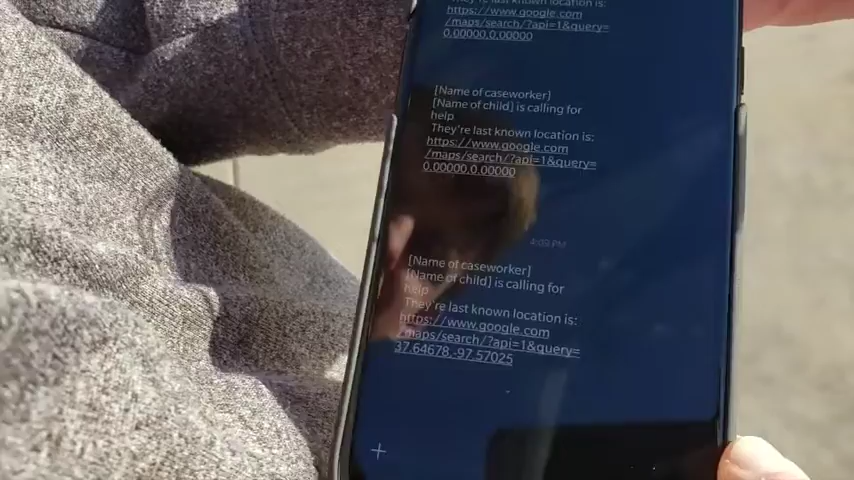 They're last known location is:
https://www.google.com
/maps/search/?api=1&query=
0.00000,0.00000
[Name of caseworker]
[Name of child] is calling for
help
They're last known location is:
https://www.google.com
/maps/search/?api=1&query=
0.00000,0.00000
4:09 PM
[Name of caseworker]
[Name of child] is calling for
help
They're last known location is:
https://www.google.com
/maps/search/?api=1&query=
37.64678,-97.57025